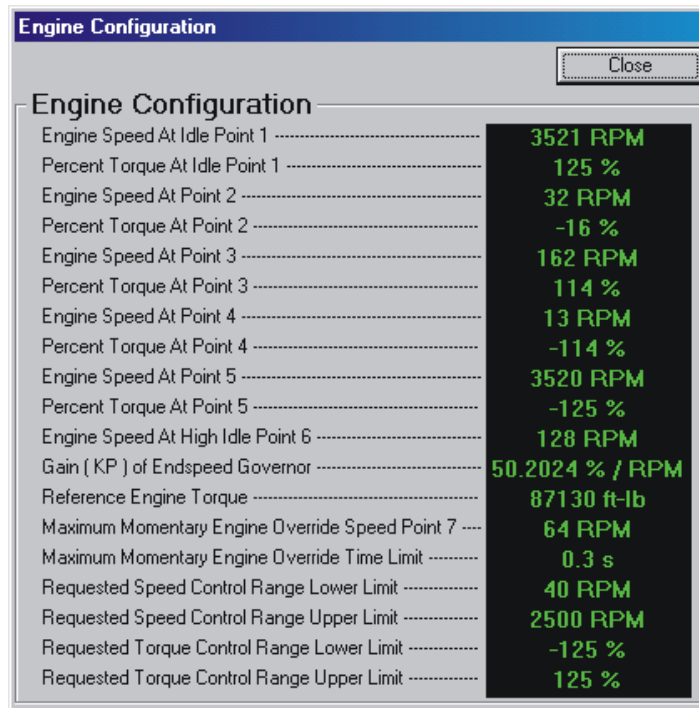 Engine Configuration
Close
Engine Configuration
Engine Speed At Idle Point 1 3521 RPM
Percent Torque At Idle Point 1 125 %
Engine Speed At Point 2 32 RPM
Percent Torque At Point 2 -16 %
Engine Speed At Point 3 162 RPM
Percent Torque At Point 3 114 %
Engine Speed At Point 4 13 RPM
Percent Torque At Point 4 -114 %
Engine Speed At Point 5 3520 RPM
Percent Torque At Point 5 -125 %
Engine Speed At High Idle Point 6 128 RPM
Gain ( KP ) of Endspeed Governor 50.2024 % / RPM
Reference Engine Torque 87130 ft-lb
Maximum Momentary Engine Override Speed Point 7 64 RPM
Maximum Momentary Engine Override Time Limit 0.3 s
Requested Speed Control Range Lower Limit 40 RPM
Requested Speed Control Range Upper Limit 2500 RPM
Requested Torque Control Range Lower Limit -125 %
Requested Torque Control Range Upper Limit 125 %